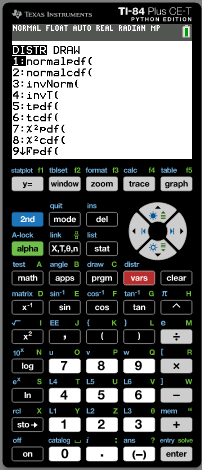 TEXAS INSTRUMENTS TI-84 Plus CE-T
PYTHON EDITION
NORMAL FLOAT AUTO REAL RADIAN MP
DISTR DRAW
1:normalpdf(
2:normalcdf(
3:invNorm(
4:invT(
5:tpdf(
6:tcdf(
7:χ²pdf(
8:χ²cdf(
9↓Fpdf(
statplot f1 tblset f2 format f3 calc f4 table f5
y= window zoom trace graph
quit ins
2nd mode del
A-lock link list
alpha X,T,θ,n stat
test A angle B draw C distr
math apps prgm vars clear
matrix D sin⁻¹ E cos⁻¹ F tan⁻¹ G π H
x⁻¹ sin cos tan ^
√ I EE J { K } L e M
x² , ( ) ÷
10ˣ N u O v P w Q [ R
log 7 8 9 ×
eˣ S L4 T L5 U L6 V ] W
ln 4 5 6 −
rcl X L1 Y L2 Z L3 θ mem "
sto→ 1 2 3 +
off catalog ⎵ i : ans ? entry solve
on 0 . (−) enter